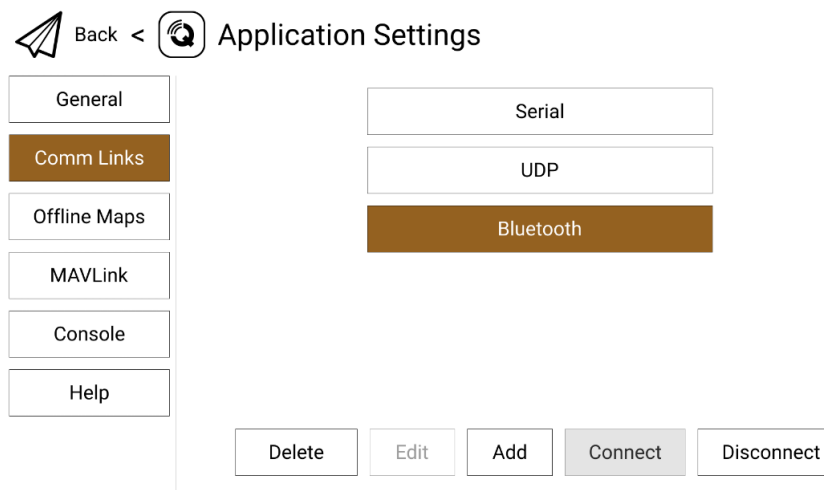 Back < Application Settings
General
Comm Links
Offline Maps
MAVLink
Console
Help
Serial
UDP
Bluetooth
Delete Edit Add Connect Disconnect